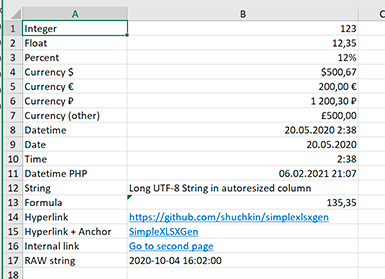 A B C
1 Integer 123
2 Float 12,35
3 Percent 12%
4 Currency $ $500,67
5 Currency € 200,00 €
6 Currency ₽ 1 200,30 ₽
7 Currency (other) £500,00
8 Datetime 20.05.2020 2:38
9 Date 20.05.2020
10 Time 2:38
11 Datetime PHP 06.02.2021 21:07
12 String Long UTF-8 String in autoresized column
13 Formula 135,35
14 Hyperlink https://github.com/shuchkin/simplexlsxgen
15 Hyperlink + Anchor SimpleXLSXGen
16 Internal link Go to second page
17 RAW string 2020-10-04 16:02:00